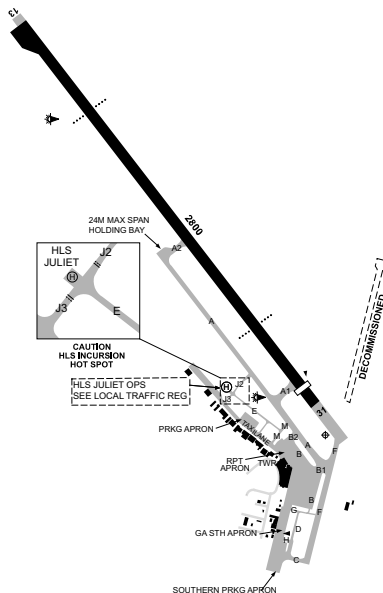 13
24M MAX SPAN
HOLDING BAY
2800
A2
HLS
JULIET
J2
H
J3
E
CAUTION
HLS INCURSION
HOT SPOT
A
DECOMMISSIONED
HLS JULIET OPS
SEE LOCAL TRAFFIC REG
H
J2
J3
E
A1
31
PRKG APRON
TAXILANE
M
M
B2
A
F
RPT
APRON
TWR
B
B1
B
G
F
GA STH APRON
D
H
C
SOUTHERN PRKG APRON